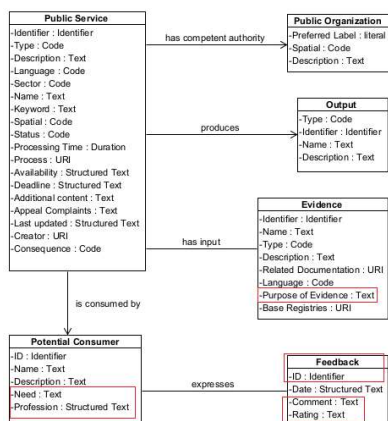 Public Service
-Identifier : Identifier
-Type : Code
-Description : Text
-Language : Code
-Sector : Code
-Name : Text
-Keyword : Text
-Spatial : Code
-Status : Code
-Processing Time : Duration
-Process : URI
-Availability : Structured Text
-Deadline : Structured Text
-Additional content : Text
-Appeal Complaints : Text
-Last updated : Structured Text
-Creator : URI
-Consequence : Code
has competent authority
Public Organization
-Preferred Label : literal
-Spatial : Code
-Description : Text
produces
Output
-Type : Code
-Identifier : Identifier
-Name : Text
-Description : Text
has input
Evidence
-Identifier : Identifier
-Name : Text
-Type : Code
-Description : Text
-Related Documentation : URI
-Language : Code
-Purpose of Evidence : Text
-Base Registries : URI
is consumed by
Potential Consumer
-ID : Identifier
-Name : Text
-Description : Text
-Need : Text
-Profession : Structured Text
expresses
Feedback
-ID : Identifier
-Date : Structured Text
-Comment : Text
-Rating : Text